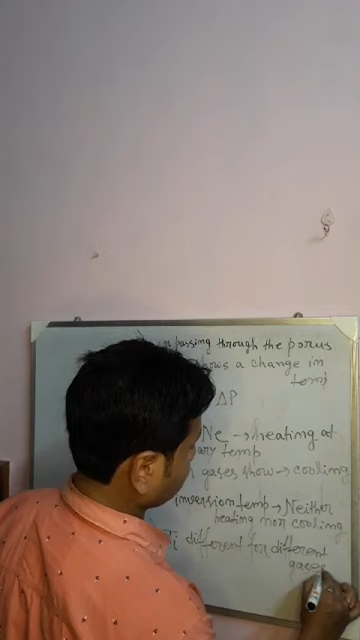 passing through the porus
shows a change in
temp
ΔP
Ne → heating at
ary temp
gases show → cooling
inversion temp → Neither
heating nor cooling
Ti different for different
gases